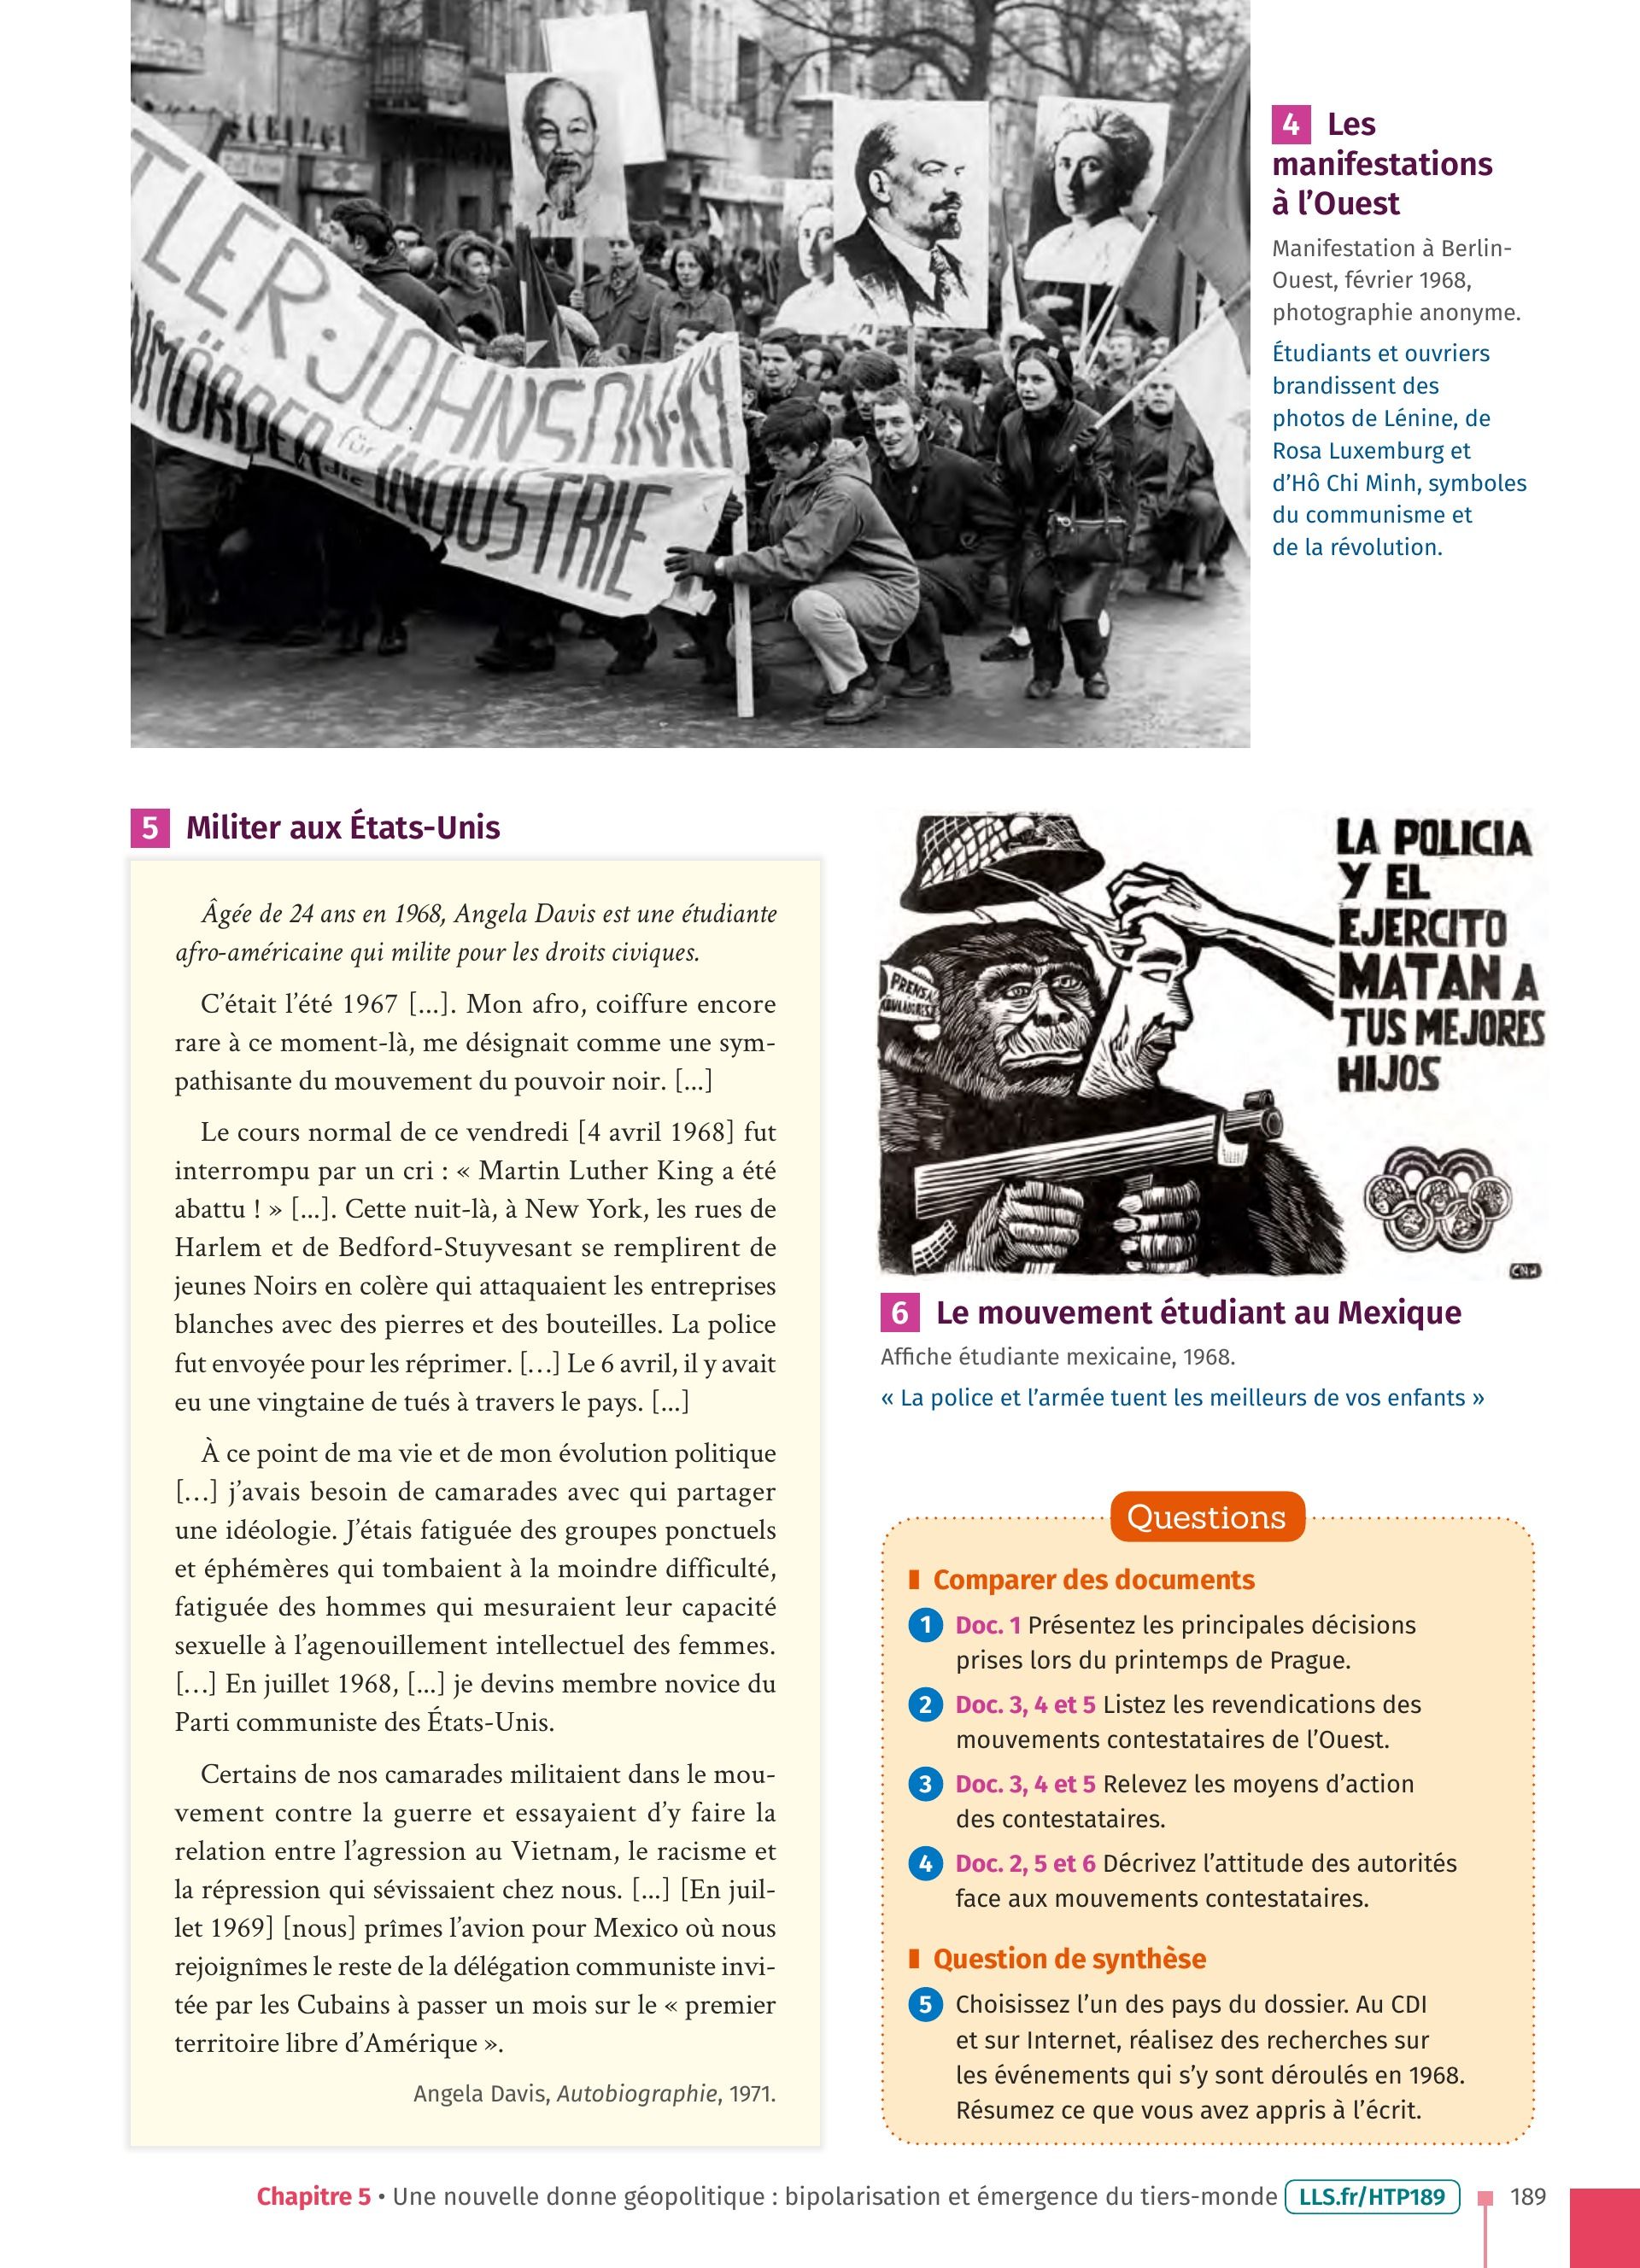 TLER·JOHNSON·KY
MÖRDER für die INDUSTRIE
4 Les
manifestations
à l’Ouest
Manifestation à Berlin-
Ouest, février 1968,
photographie anonyme.
Étudiants et ouvriers
brandissent des
photos de Lénine, de
Rosa Luxemburg et
d’Hô Chi Minh, symboles
du communisme et
de la révolution.
5 Militer aux États-Unis
Âgée de 24 ans en 1968, Angela Davis est une étudiante
afro-américaine qui milite pour les droits civiques.
C’était l’été 1967 [...]. Mon afro, coiffure encore
rare à ce moment-là, me désignait comme une sym-
pathisante du mouvement du pouvoir noir. [...]
Le cours normal de ce vendredi [4 avril 1968] fut
interrompu par un cri : « Martin Luther King a été
abattu ! » [...]. Cette nuit-là, à New York, les rues de
Harlem et de Bedford-Stuyvesant se remplirent de
jeunes Noirs en colère qui attaquaient les entreprises
blanches avec des pierres et des bouteilles. La police
fut envoyée pour les réprimer. […] Le 6 avril, il y avait
eu une vingtaine de tués à travers le pays. [...]
À ce point de ma vie et de mon évolution politique
[…] j’avais besoin de camarades avec qui partager
une idéologie. J’étais fatiguée des groupes ponctuels
et éphémères qui tombaient à la moindre difficulté,
fatiguée des hommes qui mesuraient leur capacité
sexuelle à l’agenouillement intellectuel des femmes.
[…] En juillet 1968, [...] je devins membre novice du
Parti communiste des États-Unis.
Certains de nos camarades militaient dans le mou-
vement contre la guerre et essayaient d’y faire la
relation entre l’agression au Vietnam, le racisme et
la répression qui sévissaient chez nous. [...] [En juil-
let 1969] [nous] prîmes l’avion pour Mexico où nous
rejoignîmes le reste de la délégation communiste invi-
tée par les Cubains à passer un mois sur le « premier
territoire libre d’Amérique ».
Angela Davis, Autobiographie, 1971.
LA POLICIA
Y EL
EJERCITO
MATAN A
TUS MEJORES
HIJOS
PRENSA
CNH
6 Le mouvement étudiant au Mexique
Affiche étudiante mexicaine, 1968.
« La police et l’armée tuent les meilleurs de vos enfants »
Questions
Comparer des documents
1 Doc. 1 Présentez les principales décisions
prises lors du printemps de Prague.
2 Doc. 3, 4 et 5 Listez les revendications des
mouvements contestataires de l’Ouest.
3 Doc. 3, 4 et 5 Relevez les moyens d’action
des contestataires.
4 Doc. 2, 5 et 6 Décrivez l’attitude des autorités
face aux mouvements contestataires.
Question de synthèse
5 Choisissez l’un des pays du dossier. Au CDI
et sur Internet, réalisez des recherches sur
les événements qui s’y sont déroulés en 1968.
Résumez ce que vous avez appris à l’écrit.
Chapitre 5 • Une nouvelle donne géopolitique : bipolarisation et émergence du tiers-monde LLS.fr/HTP189 189